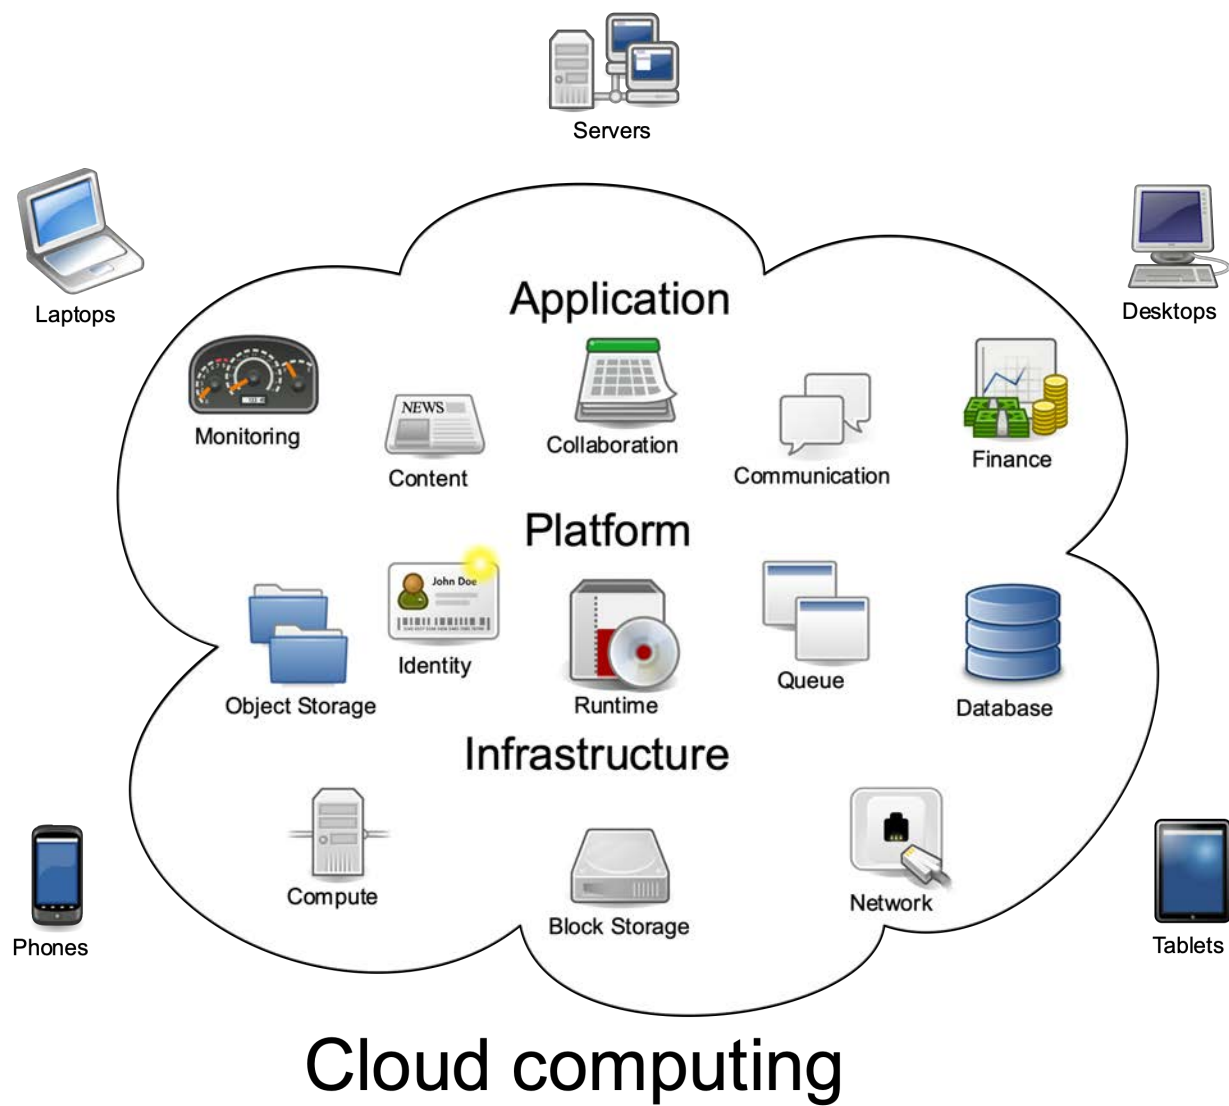 Servers
Laptops
Desktops
Application
Monitoring
NEWS
Content
Collaboration
Communication
Finance
Platform
John Doe
Object Storage
Identity
Runtime
Queue
Database
Infrastructure
Compute
Block Storage
Network
Phones
Tablets
Cloud computing